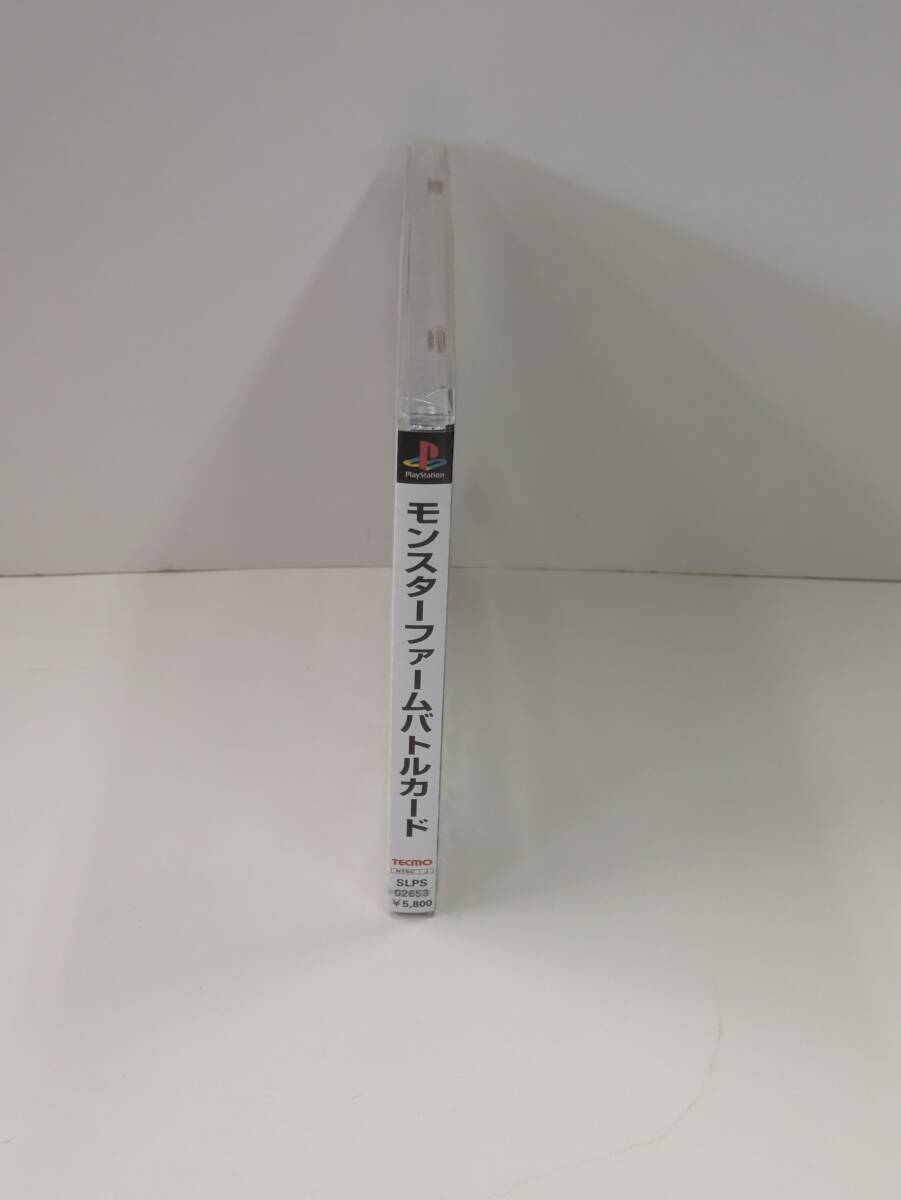 PlayStation
モンスターファームバトルカード
TECMO
NTSC J
SLPS
02653
￥5,800